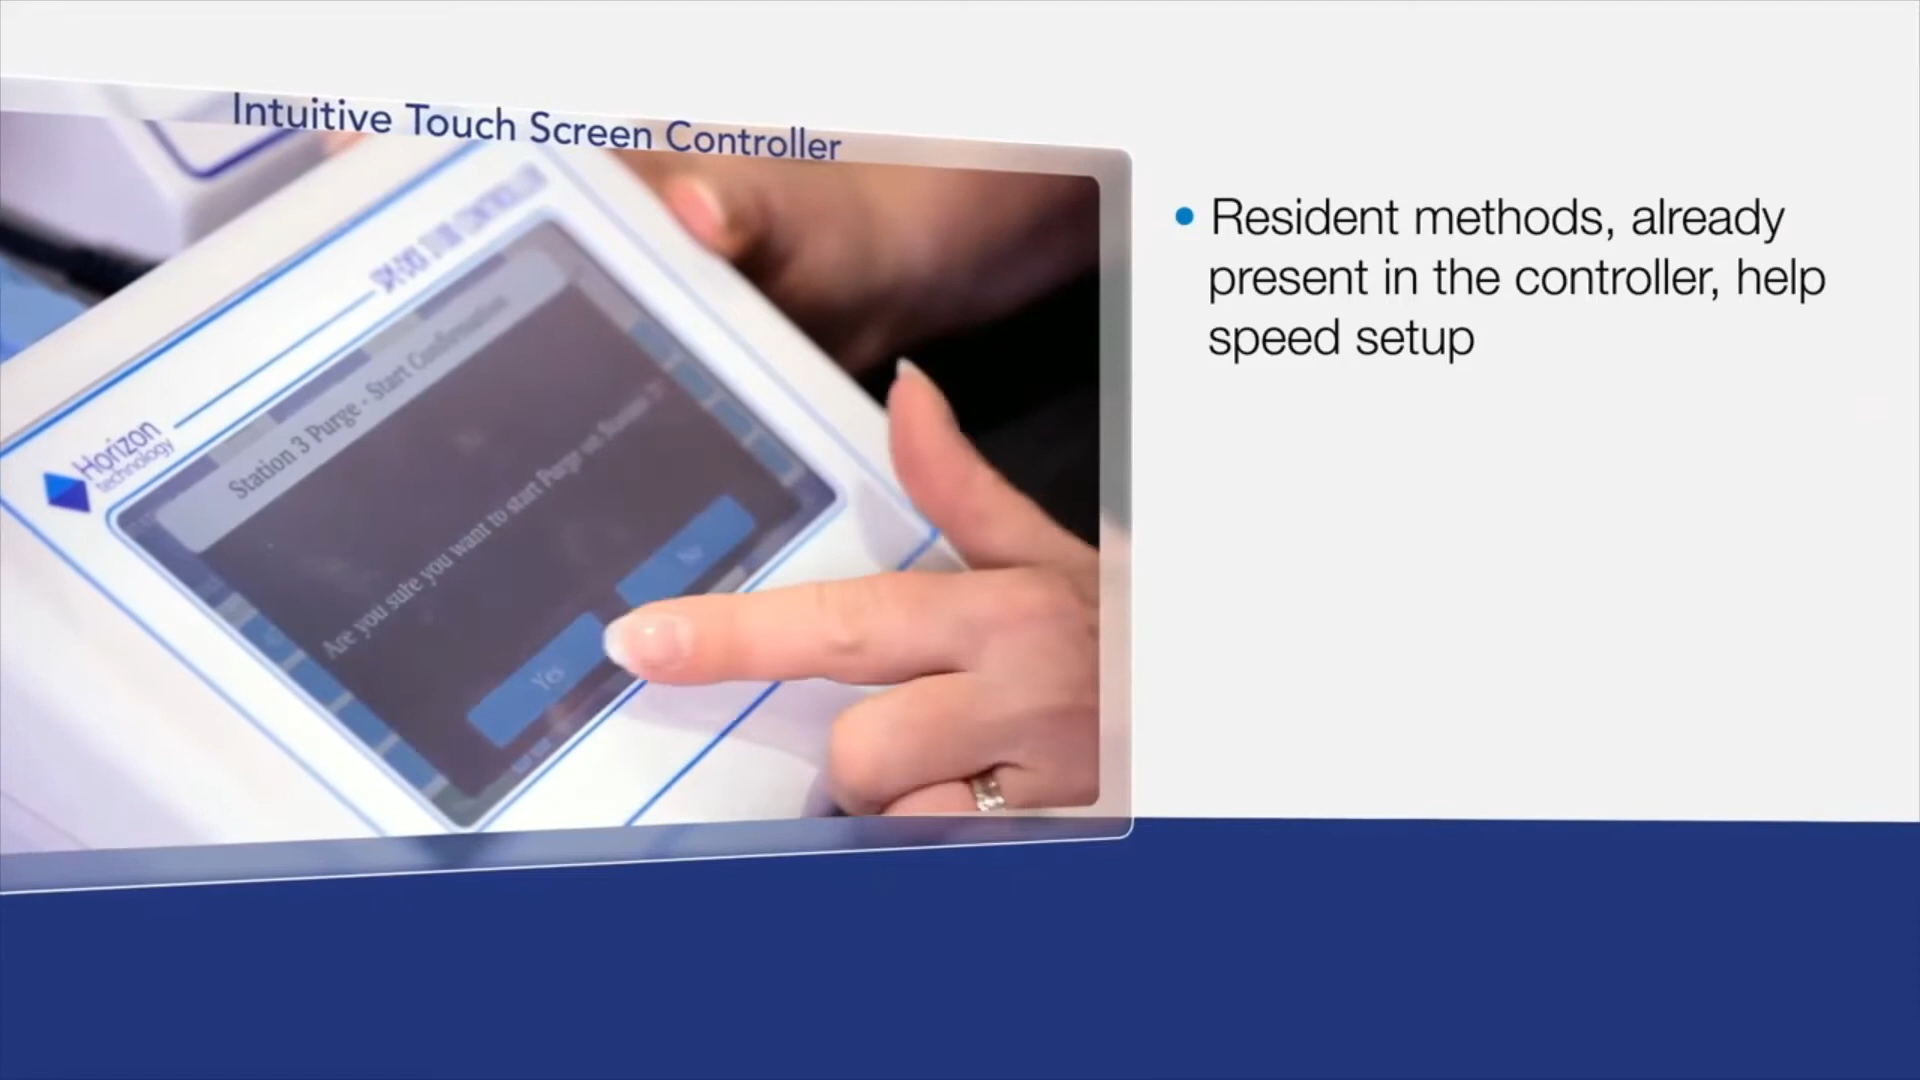 Intuitive Touch Screen Controller
Horizon
technology
Station 3 Purge - Start Confirmation
Are you sure you want to start Purge on Station 3?
No
Yes
• Resident methods, already
present in the controller, help
speed setup